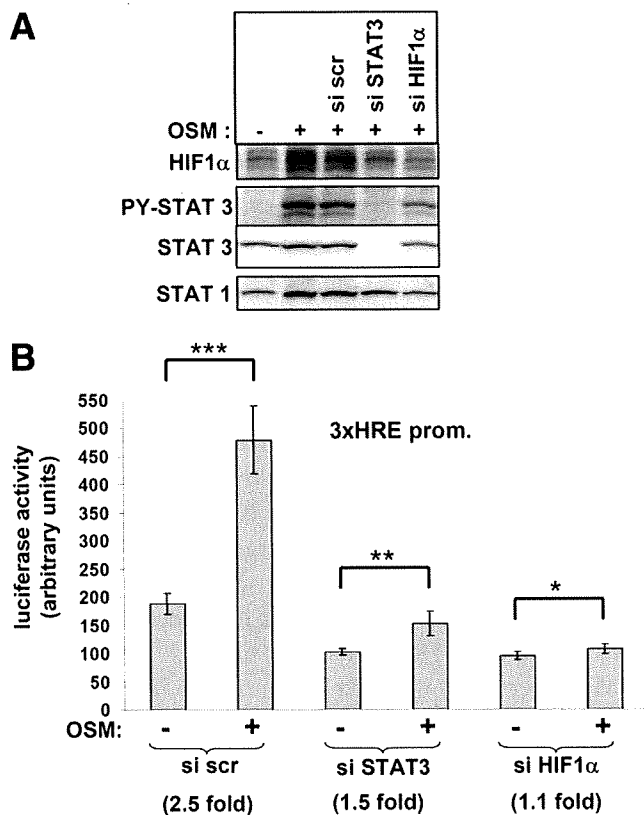 A
si scr
si STAT3
si HIF1α
OSM : - + + + +
HIF1α
PY-STAT 3
STAT 3
STAT 1
B
***
3xHRE prom.
**
*
luciferase activity
(arbitrary units)
550
500
450
400
350
300
250
200
150
100
50
0
OSM: - + - + - +
si scr si STAT3 si HIF1α
(2.5 fold) (1.5 fold) (1.1 fold)